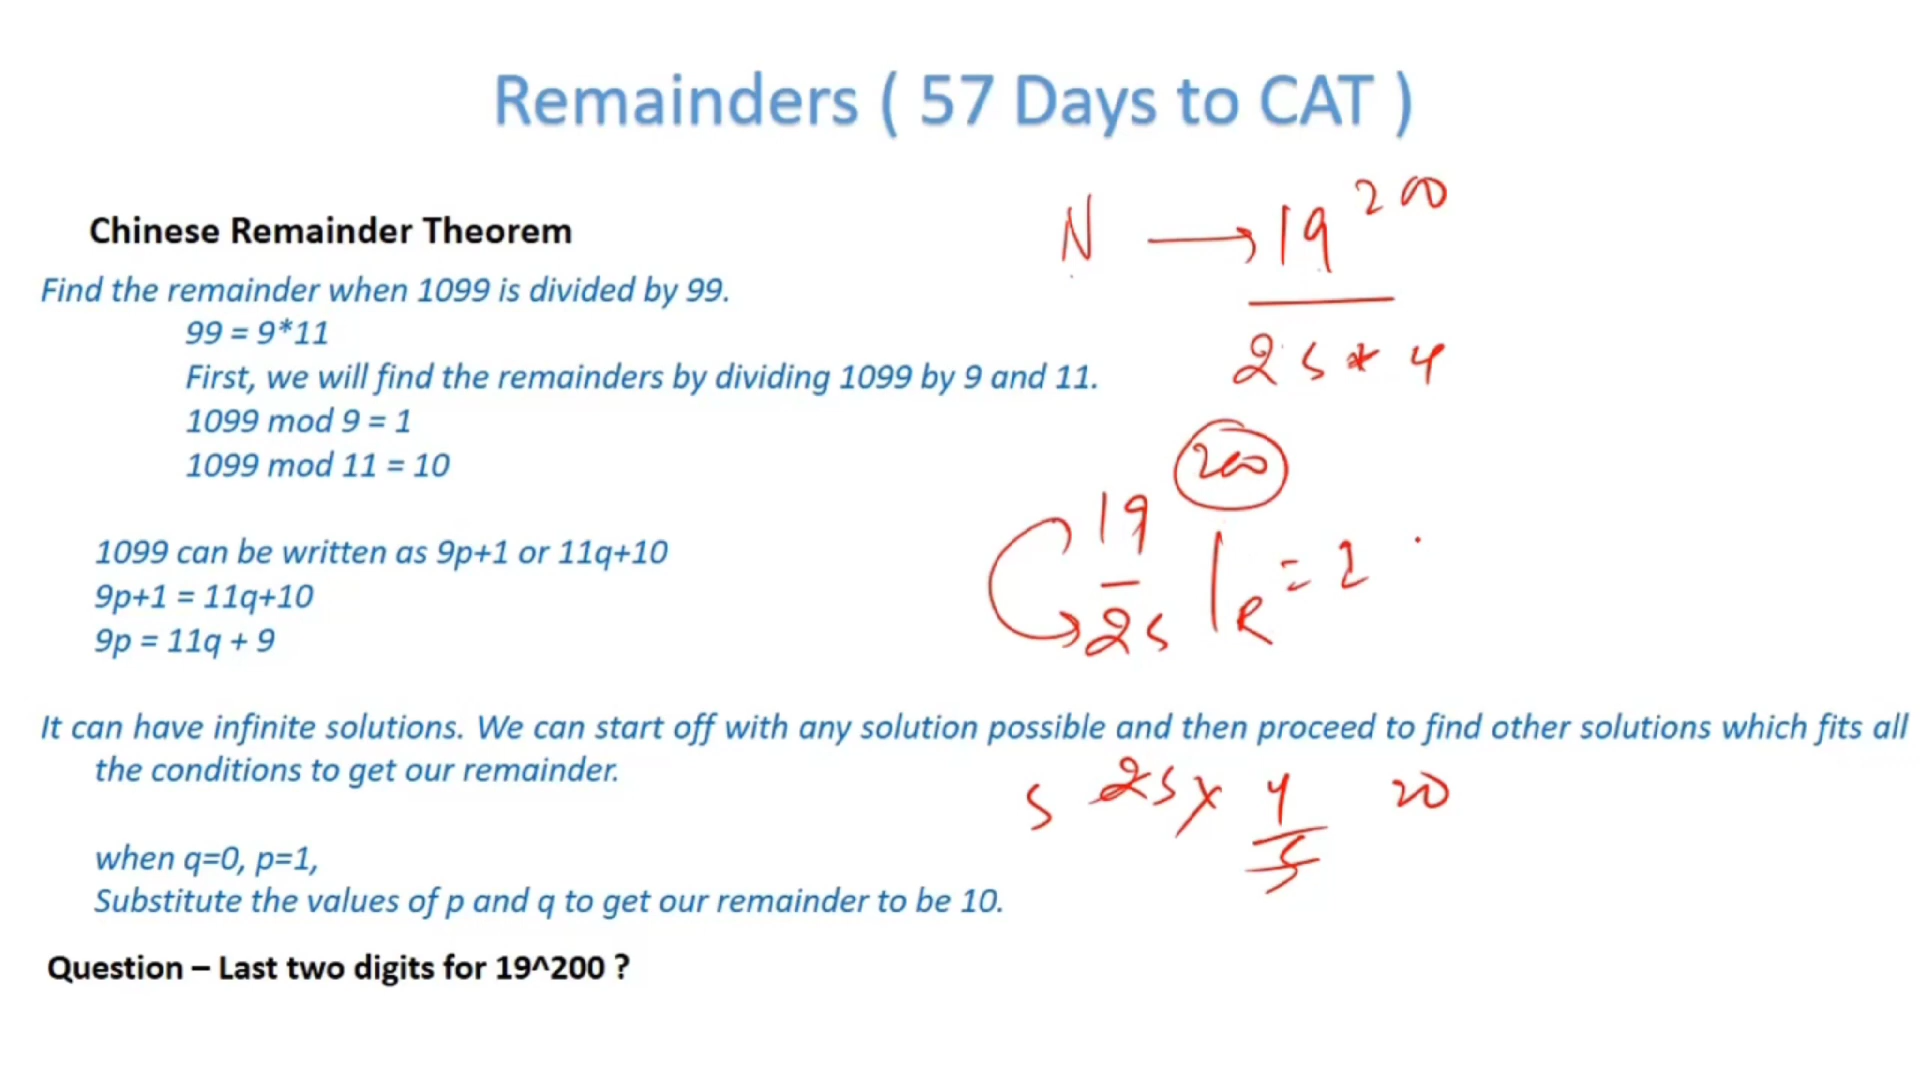 Remainders ( 57 Days to CAT )
N → 19^200
Chinese Remainder Theorem
Find the remainder when 1099 is divided by 99.
99 = 9*11
25 * 4
First, we will find the remainders by dividing 1099 by 9 and 11.
1099 mod 9 = 1
1099 mod 11 = 10
200
19
25
R = 1
1099 can be written as 9p+1 or 11q+10
9p+1 = 11q+10
9p = 11q + 9
It can have infinite solutions. We can start off with any solution possible and then proceed to find other solutions which fits all
the conditions to get our remainder.
5 25 x 4 20
5
when q=0, p=1,
Substitute the values of p and q to get our remainder to be 10.
Question – Last two digits for 19^200 ?